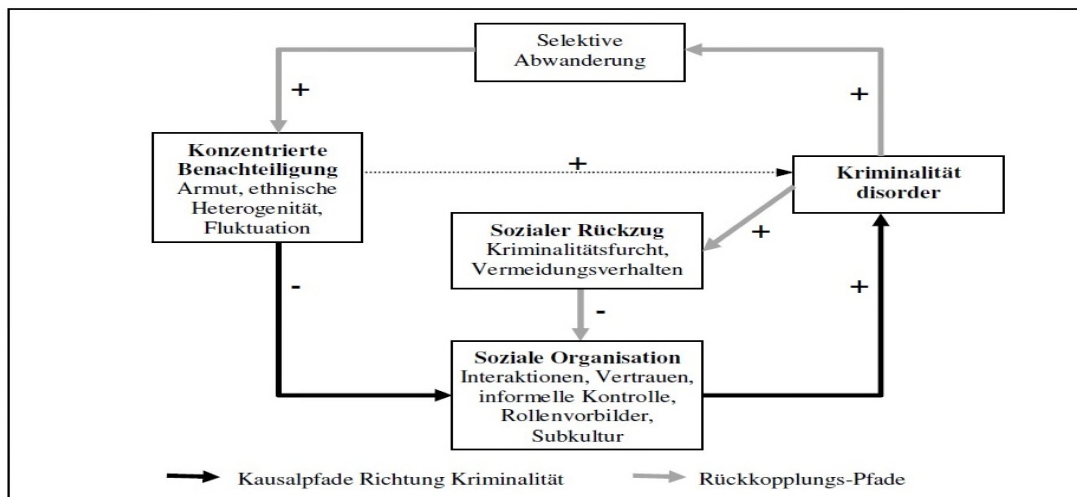 Selektive
Abwanderung
+
+
Konzentrierte
Benachteiligung
Armut, ethnische
Heterogenität,
Fluktuation
+
Kriminalität
disorder
Sozialer Rückzug
Kriminalitätsfurcht,
Vermeidungsverhalten
+
-
-
+
Soziale Organisation
Interaktionen, Vertrauen,
informelle Kontrolle,
Rollenvorbilder,
Subkultur
Kausalpfade Richtung Kriminalität
Rückkopplungs-Pfade